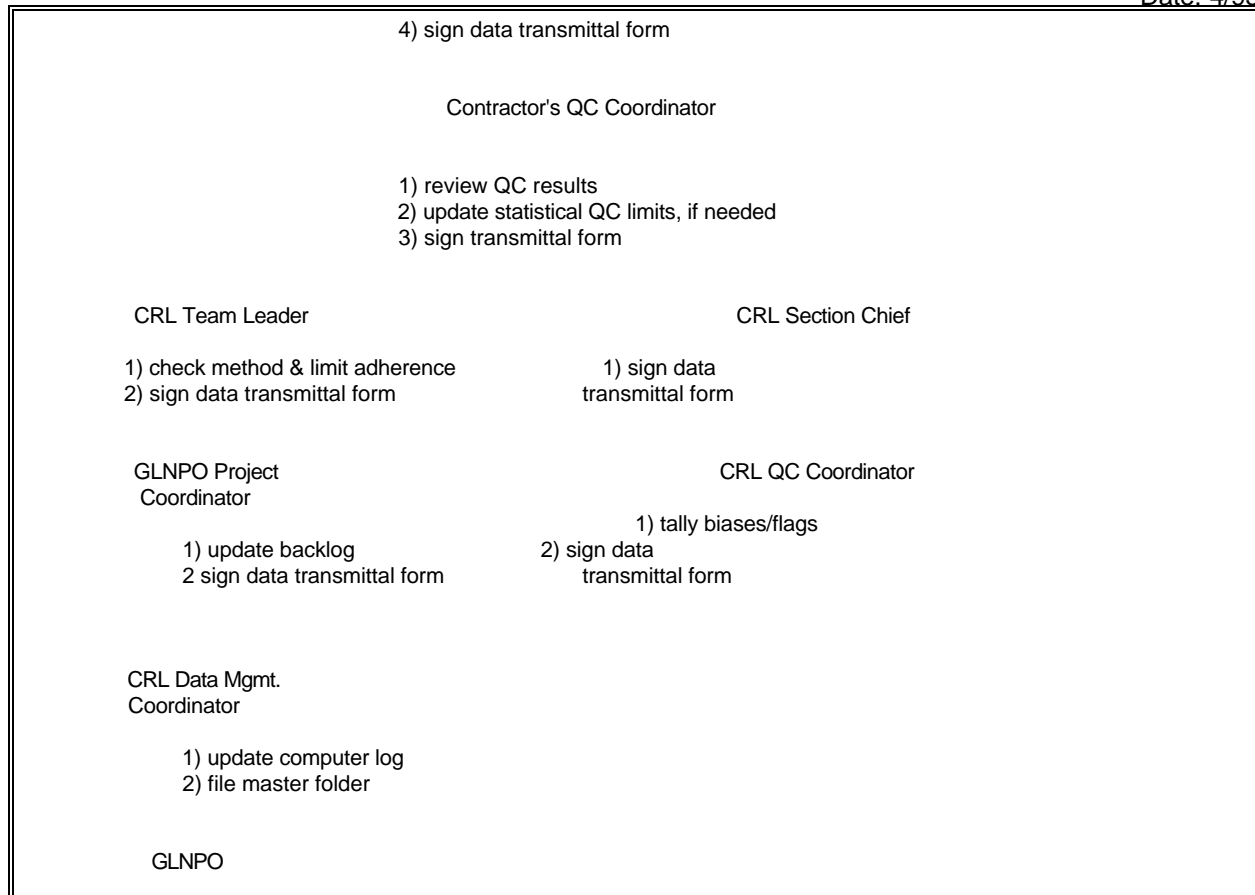 4) sign data transmittal form
Contractor's QC Coordinator
1) review QC results
2) update statistical QC limits, if needed
3) sign transmittal form
CRL Team Leader
1) check method & limit adherence
2) sign data transmittal form
CRL Section Chief
1) sign data
transmittal form
GLNPO Project
Coordinator
1) update backlog
2 sign data transmittal form
CRL QC Coordinator
1) tally biases/flags
2) sign data
transmittal form
CRL Data Mgmt.
Coordinator
1) update computer log
2) file master folder
GLNPO